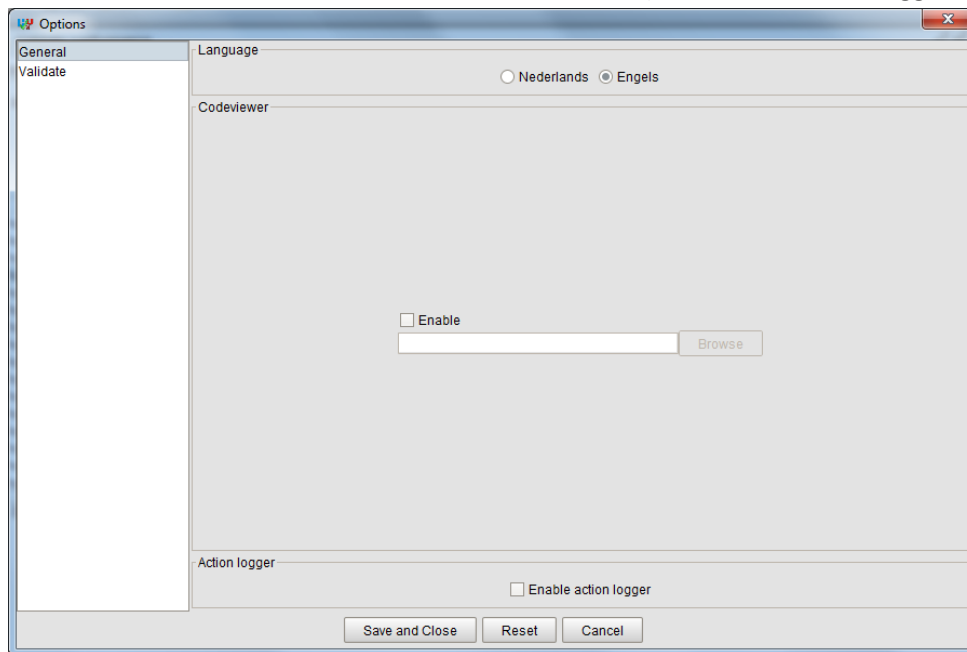 Options
General
Validate
Language
Nederlands Engels
Codeviewer
Enable
Browse
Action logger
Enable action logger
Save and Close Reset Cancel